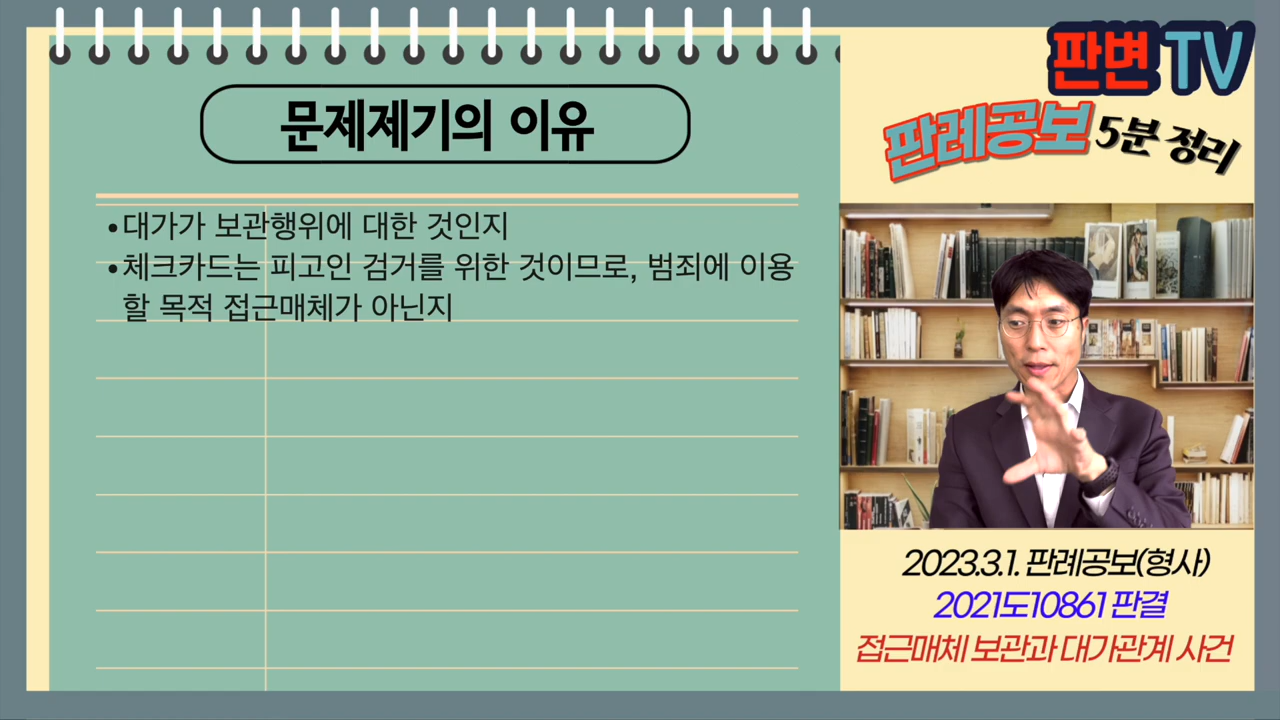 문제제기의 이유
•대가가 보관행위에 대한 것인지
•체크카드는 피고인 검거를 위한 것이므로, 범죄에 이용
할 목적 접근매체가 아닌지
판변 TV
판례공보 5분 정리
2023.3.1. 판례공보(형사)
2021도10861 판결
접근매체 보관과 대가관계 사건